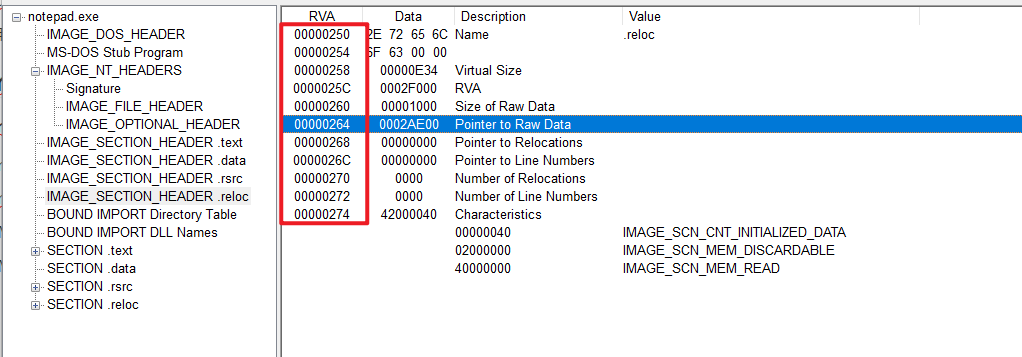 notepad.exe
IMAGE_DOS_HEADER
MS-DOS Stub Program
IMAGE_NT_HEADERS
Signature
IMAGE_FILE_HEADER
IMAGE_OPTIONAL_HEADER
IMAGE_SECTION_HEADER .text
IMAGE_SECTION_HEADER .data
IMAGE_SECTION_HEADER .rsrc
IMAGE_SECTION_HEADER .reloc
BOUND IMPORT Directory Table
BOUND IMPORT DLL Names
SECTION .text
SECTION .data
SECTION .rsrc
SECTION .reloc
RVA Data Description Value
00000250 2E 72 65 6C Name .reloc
00000254 6F 63 00 00
00000258 00000E34 Virtual Size
0000025C 0002F000 RVA
00000260 00001000 Size of Raw Data
00000264 0002AE00 Pointer to Raw Data
00000268 00000000 Pointer to Relocations
0000026C 00000000 Pointer to Line Numbers
00000270 0000 Number of Relocations
00000272 0000 Number of Line Numbers
00000274 42000040 Characteristics
00000040 IMAGE_SCN_CNT_INITIALIZED_DATA
02000000 IMAGE_SCN_MEM_DISCARDABLE
40000000 IMAGE_SCN_MEM_READ